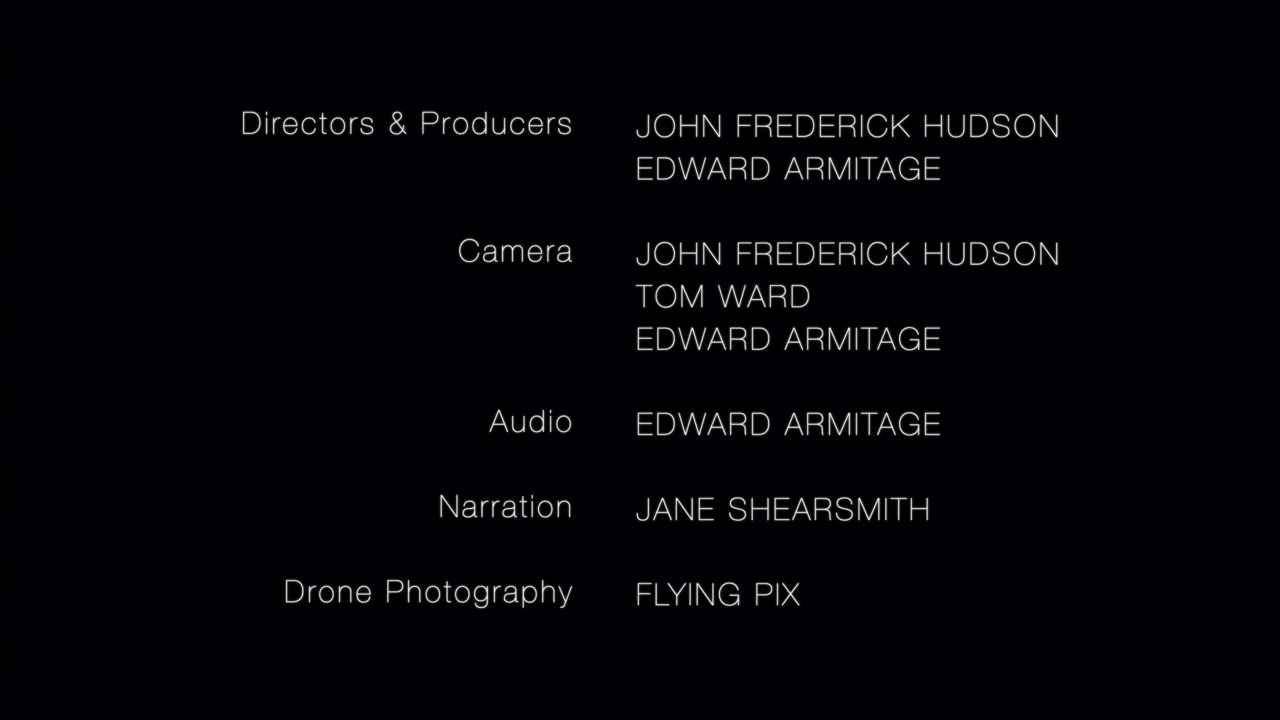 Directors & Producers JOHN FREDERICK HUDSON
EDWARD ARMITAGE
Camera JOHN FREDERICK HUDSON
TOM WARD
EDWARD ARMITAGE
Audio EDWARD ARMITAGE
Narration JANE SHEARSMITH
Drone Photography FLYING PIX